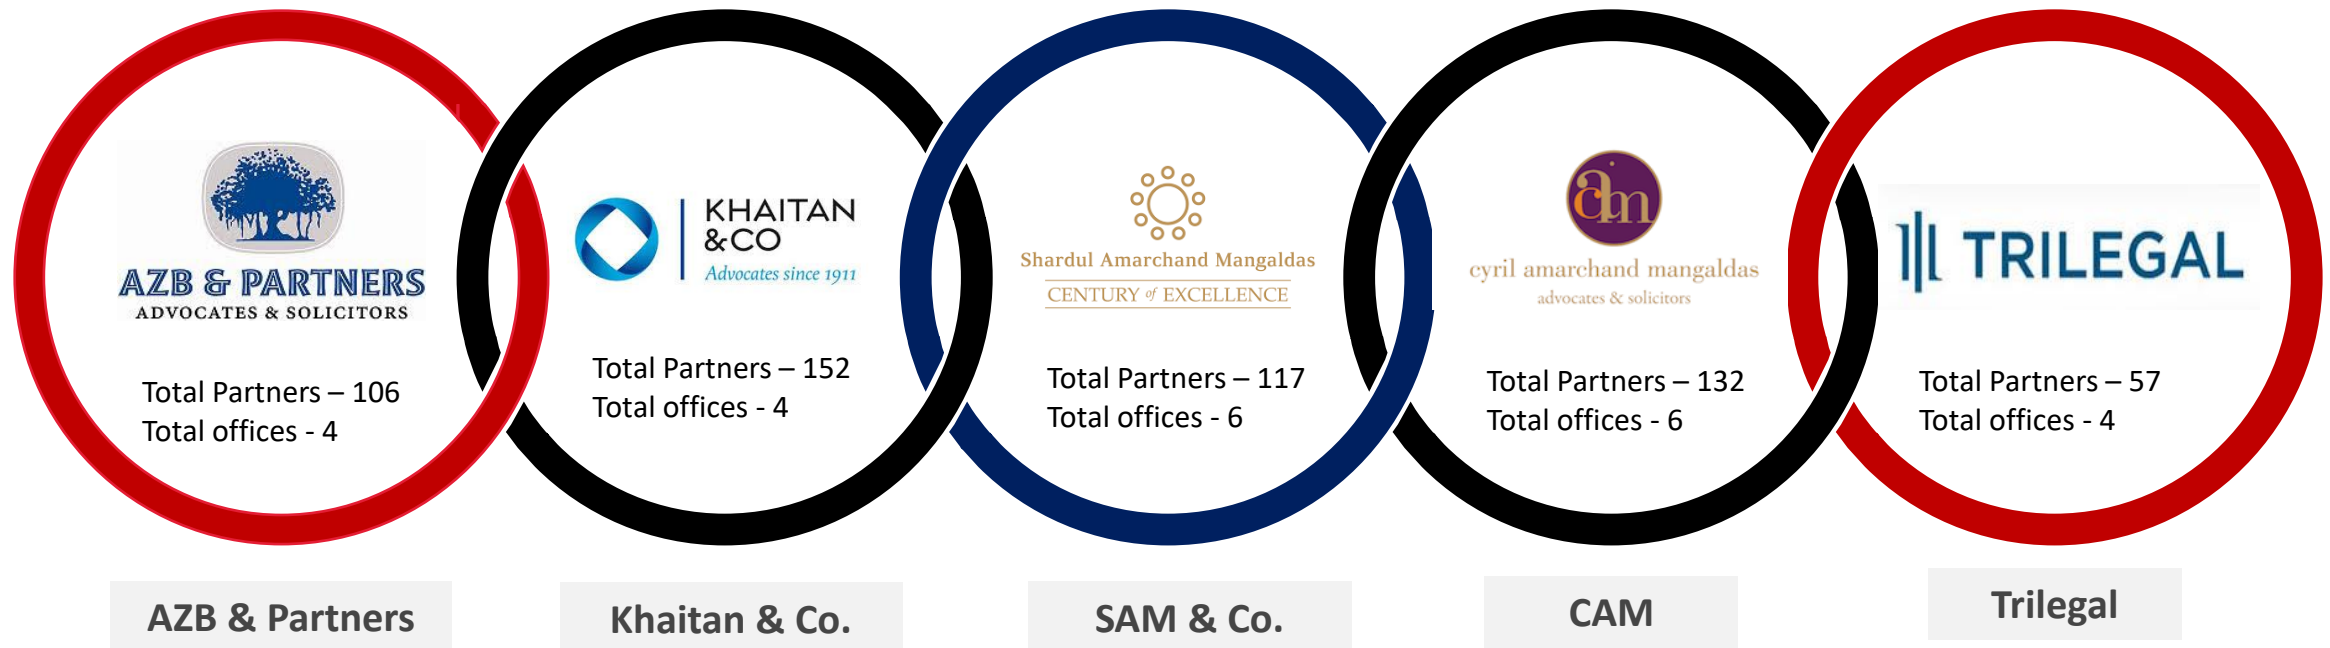 AZB & PARTNERS
ADVOCATES & SOLICITORS
Total Partners – 106
Total offices - 4
KHAITAN
&CO
Advocates since 1911
Total Partners – 152
Total offices - 4
Shardul Amarchand Mangaldas
CENTURY of EXCELLENCE
Total Partners – 117
Total offices - 6
cam
cyril amarchand mangaldas
advocates & solicitors
Total Partners – 132
Total offices - 6
TRILEGAL
Total Partners – 57
Total offices - 4
AZB & Partners
Khaitan & Co.
SAM & Co.
CAM
Trilegal